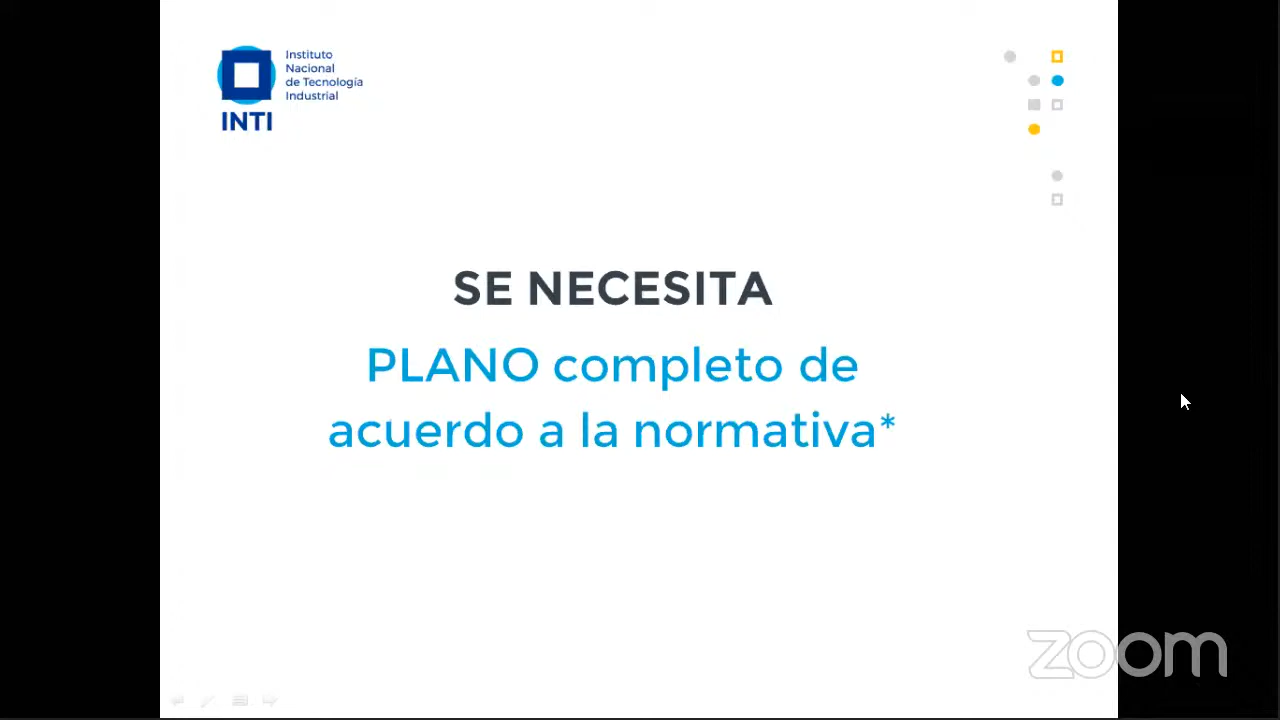 Instituto
Nacional
de Tecnología
Industrial
INTI
SE NECESITA
PLANO completo de
acuerdo a la normativa*
zoom